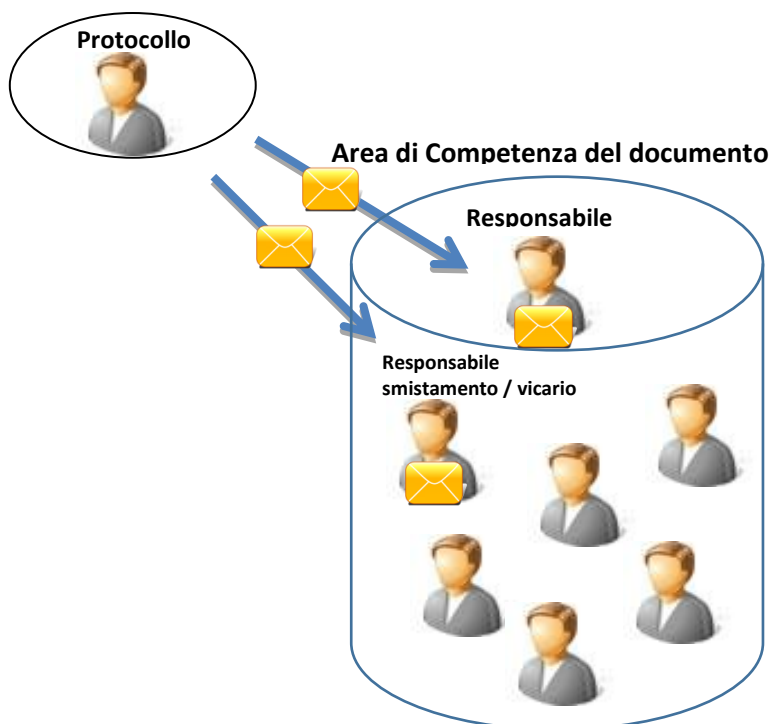 Protocollo
Area di Competenza del documento
Responsabile
Responsabile
smistamento / vicario